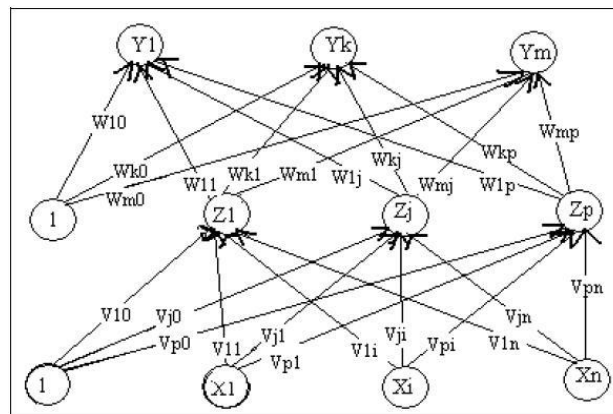 Y1 Yk Ym
W10 Wk0 Wm0 W11 Wk1 Wm1 W1j Wkj Wmj W1p Wkp Wmp
1 Z1 Zj Zp
V10 Vj0 Vp0 V11 Vj1 Vp1 V1i Vji Vpi V1n Vjn Vpn
1 X1 Xi Xn